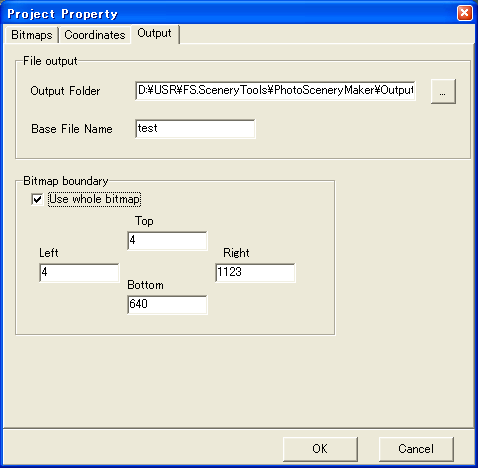 Project Property
Bitmaps Coordinates Output
File output
Output Folder D:¥USR¥FS.SceneryTools¥PhotoSceneryMaker¥Output ...
Base File Name test
Bitmap boundary
Use whole bitmap
Top
4
Left Right
4 1123
Bottom
640
OK Cancel